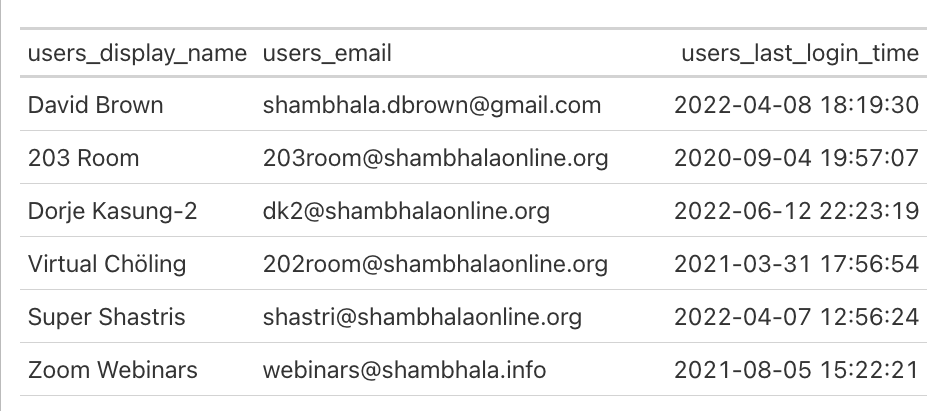 users_display_name users_email users_last_login_time
David Brown shambhala.dbrown@gmail.com 2022-04-08 18:19:30
203 Room 203room@shambhalaonline.org 2020-09-04 19:57:07
Dorje Kasung-2 dk2@shambhalaonline.org 2022-06-12 22:23:19
Virtual Chöling 202room@shambhalaonline.org 2021-03-31 17:56:54
Super Shastris shastri@shambhalaonline.org 2022-04-07 12:56:24
Zoom Webinars webinars@shambhala.info 2021-08-05 15:22:21